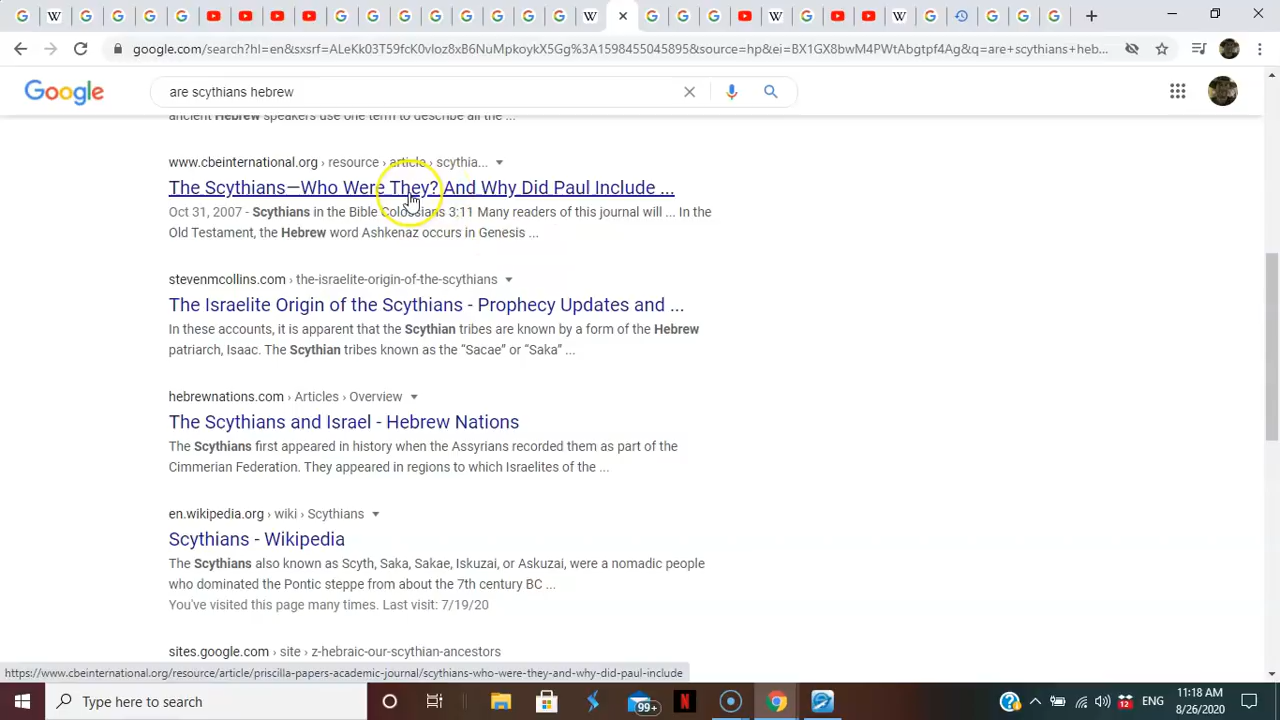 google.com/search?hl=en&sxsrf=ALeKk03T59fcK0vloz8xB6NuMpkoykX5Gg%3A1598455045895&source=hp&ei=BX1GX8bwM4PWtAbgtpf4Ag&q=are+scythians+heb...
Google
are scythians hebrew
ancient Hebrew speakers use one term to describe all the ...
www.cbeinternational.org › resource › article › scythia...
The Scythians—Who Were They? And Why Did Paul Include ...
Oct 31, 2007 - Scythians in the Bible Colossians 3:11 Many readers of this journal will ... In the
Old Testament, the Hebrew word Ashkenaz occurs in Genesis ...
stevenmcollins.com › the-israelite-origin-of-the-scythians
The Israelite Origin of the Scythians - Prophecy Updates and ...
In these accounts, it is apparent that the Scythian tribes are known by a form of the Hebrew
patriarch, Isaac. The Scythian tribes known as the “Sacae” or “Saka” ...
hebrewnations.com › Articles › Overview
The Scythians and Israel - Hebrew Nations
The Scythians first appeared in history when the Assyrians recorded them as part of the
Cimmerian Federation. They appeared in regions to which Israelites of the ...
en.wikipedia.org › wiki › Scythians
Scythians - Wikipedia
The Scythians also known as Scyth, Saka, Sakae, Iskuzai, or Askuzai, were a nomadic people
who dominated the Pontic steppe from about the 7th century BC ...
You've visited this page many times. Last visit: 7/19/20
sites.google.com › site › z-hebraic-our-scythian-ancestors
https://www.cbeinternational.org/resource/article/priscilla-papers-academic-journal/scythians-who-were-they-and-why-did-paul-include
Type here to search
99+
12
11:18 AM
8/26/2020